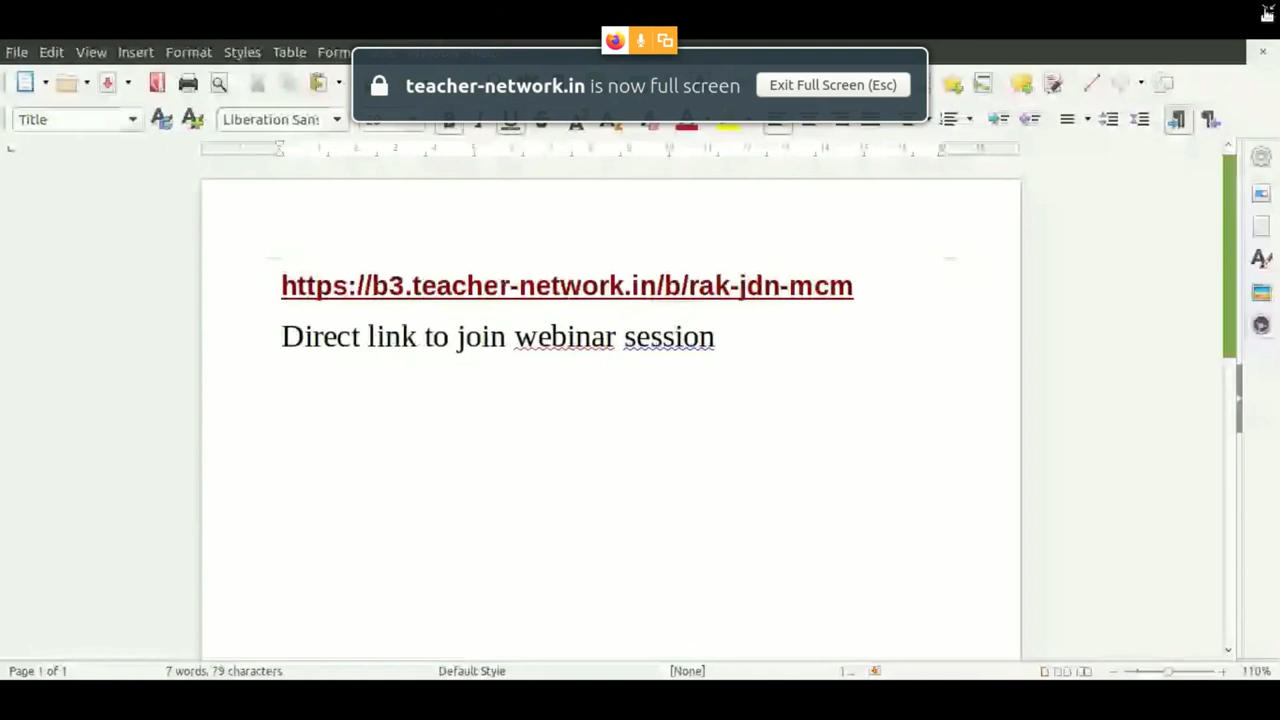 File Edit View Insert Format Styles Table Form
teacher-network.in is now full screen Exit Full Screen (Esc)
Title Liberation Sans
https://b3.teacher-network.in/b/rak-jdn-mcm
Direct link to join webinar session
Page 1 of 1 7 words, 79 characters Default Style [None] 110%